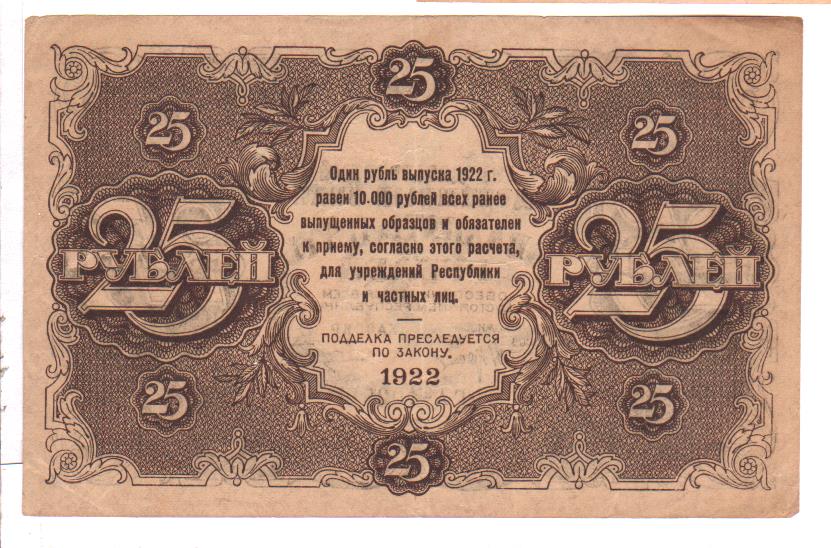 25
25
25
Один рубль выпуска 1922 г.
равен 10.000 рублей всех ранее
выпущенных образцов и обязателен
к приему, согласно этого расчета,
для учреждений Республики
и частных лиц.
25 РУБЛЕЙ
25 РУБЛЕЙ
ПОДДЕЛКА ПРЕСЛЕДУЕТСЯ
ПО ЗАКОНУ.
1922
25
25
25